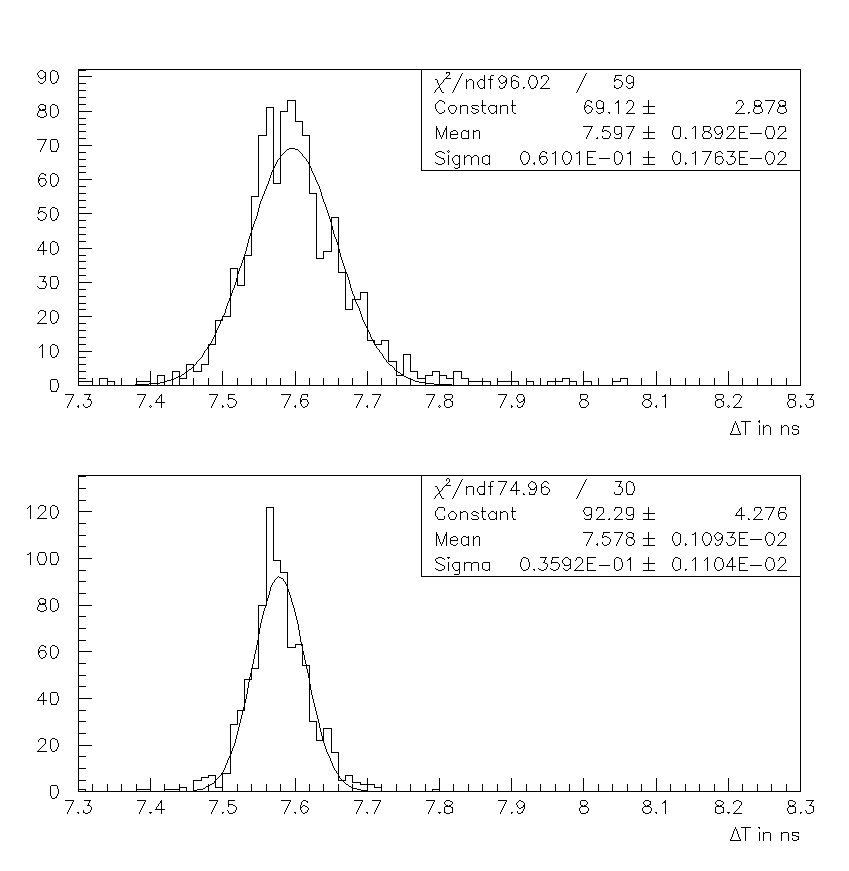 90
80
70
60
50
40
30
20
10
0
χ²/ndf 96.02 / 59
Constant 69.12 ± 2.878
Mean 7.597 ± 0.1892E-02
Sigma 0.6101E-01 ± 0.1763E-02
7.3 7.4 7.5 7.6 7.7 7.8 7.9 8 8.1 8.2 8.3
ΔT in ns
120
100
80
60
40
20
0
χ²/ndf 74.96 / 30
Constant 92.29 ± 4.276
Mean 7.578 ± 0.1093E-02
Sigma 0.3592E-01 ± 0.1104E-02
7.3 7.4 7.5 7.6 7.7 7.8 7.9 8 8.1 8.2 8.3
ΔT in ns